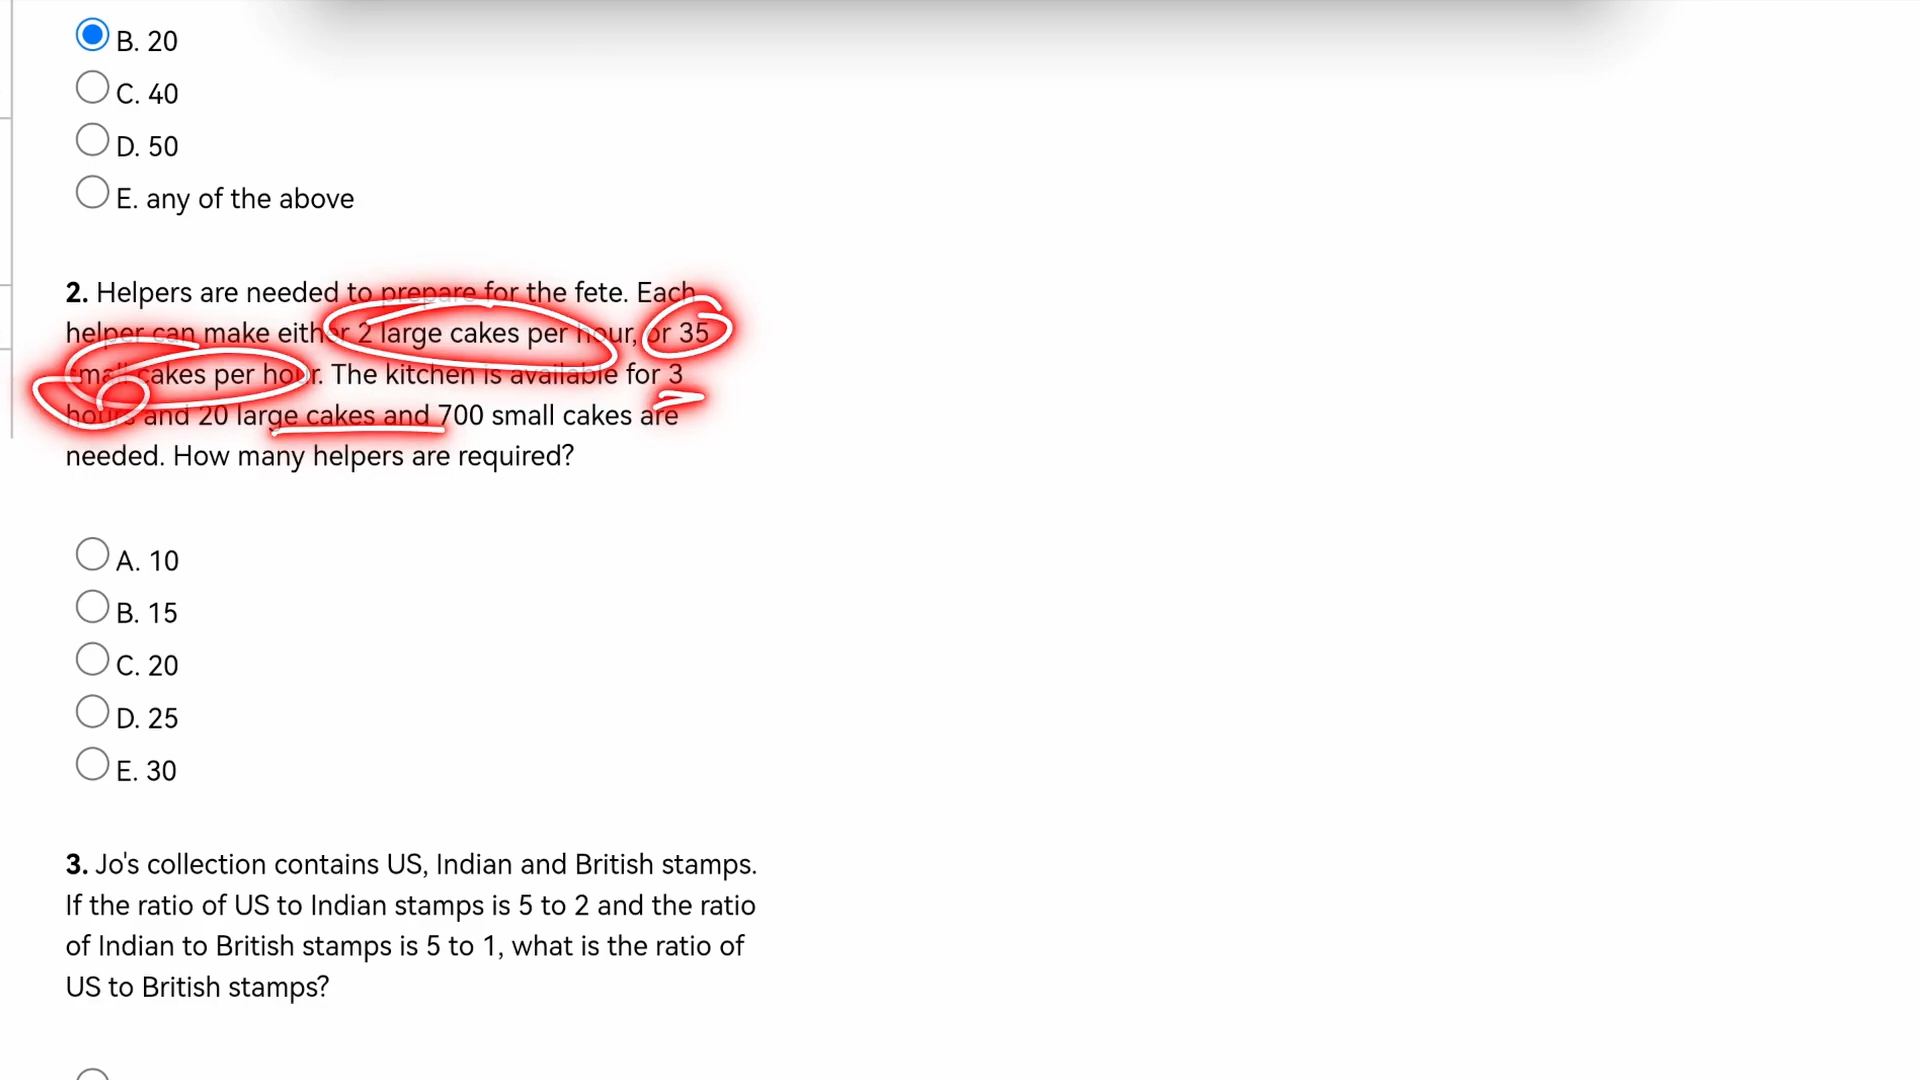 B. 20
C. 40
D. 50
E. any of the above
2. Helpers are needed to prepare for the fete. Each
helper can make either 2 large cakes per hour, or 35
small cakes per hour. The kitchen is available for 3
hours and 20 large cakes and 700 small cakes are
needed. How many helpers are required?
A. 10
B. 15
C. 20
D. 25
E. 30
3. Jo's collection contains US, Indian and British stamps.
If the ratio of US to Indian stamps is 5 to 2 and the ratio
of Indian to British stamps is 5 to 1, what is the ratio of
US to British stamps?